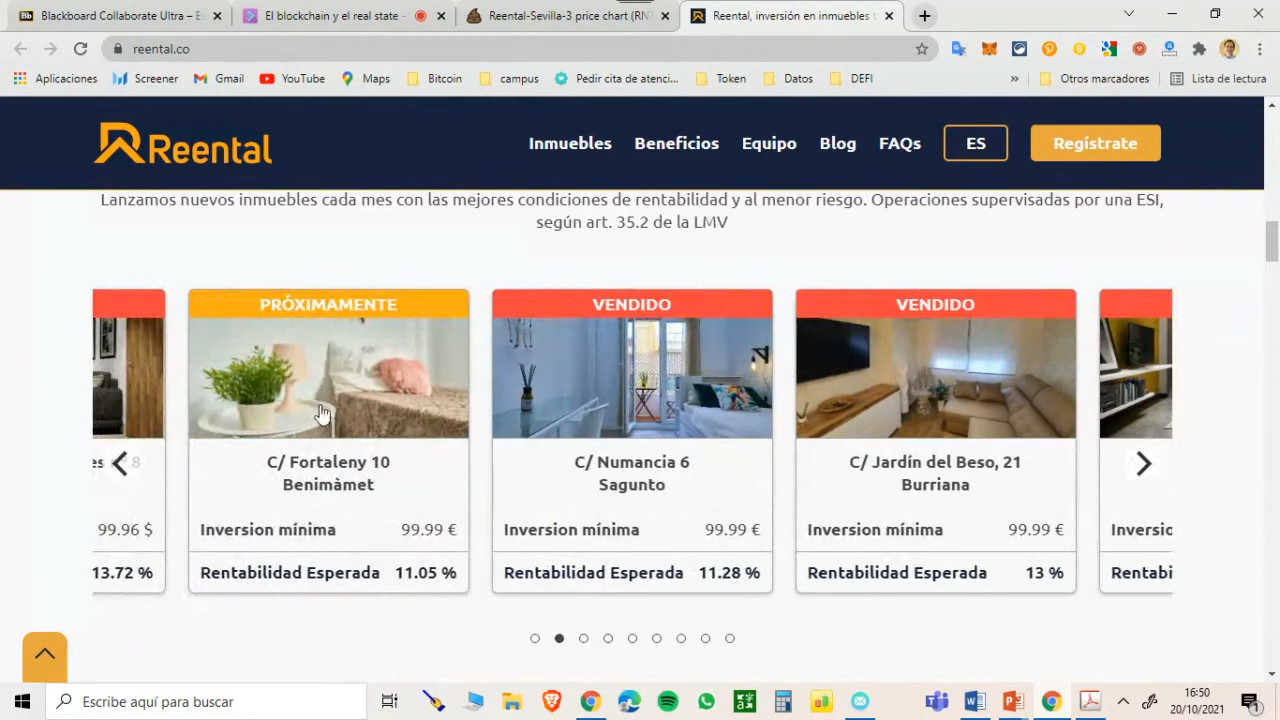 Blackboard Collaborate Ultra – E
El blockchain y el real state -
Reental-Sevilla-3 price chart (RNT
Reental, inversión en inmuebles t
reental.co
Aplicaciones
Screener
Gmail
YouTube
Maps
Bitcoin
campus
Pedir cita de atenci...
Token
Datos
DEFI
»
Otros marcadores
Lista de lectura
Reental
Inmuebles
Beneficios
Equipo
Blog
FAQs
ES
Regístrate
Lanzamos nuevos inmuebles cada mes con las mejores condiciones de rentabilidad y al menor riesgo. Operaciones supervisadas por una ESI,
según art. 35.2 de la LMV
99.96 $
13.72 %
PRÓXIMAMENTE
C/ Fortaleny 10
Benimàmet
Inversion mínima 99.99 €
Rentabilidad Esperada 11.05 %
VENDIDO
C/ Numancia 6
Sagunto
Inversion mínima 99.99 €
Rentabilidad Esperada 11.28 %
VENDIDO
C/ Jardín del Beso, 21
Burriana
Inversion mínima 99.99 €
Rentabilidad Esperada 13 %
Inversio
Rentabi
Escribe aquí para buscar
16:50
20/10/2021